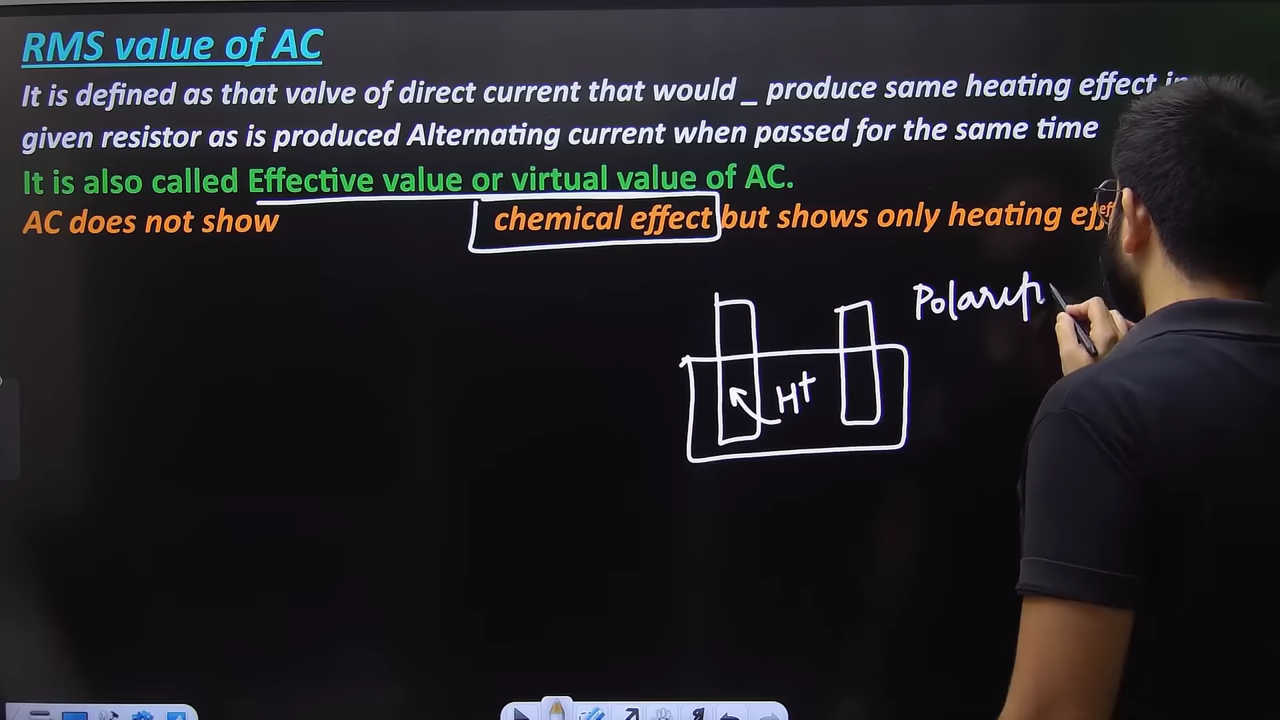 RMS value of AC
It is defined as that valve of direct current that would _ produce same heating effect in
given resistor as is produced Alternating current when passed for the same time
It is also called Effective value or virtual value of AC.
AC does not show chemical effect but shows only heating
H+